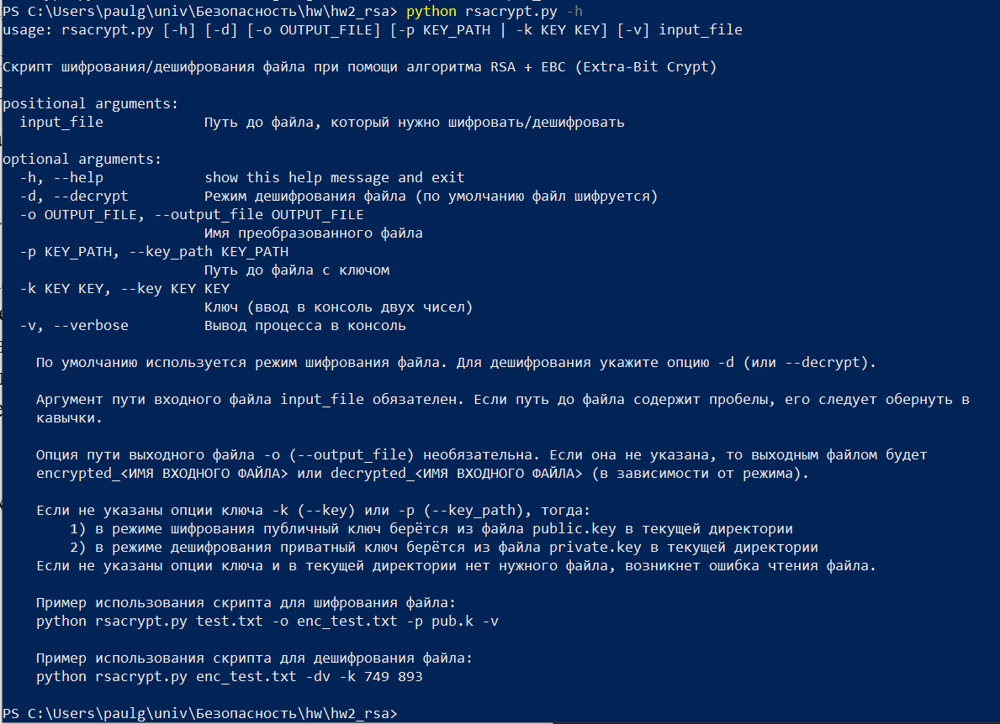 PS C:\Users\paulg\univ\Безопасность\hw\hw2_rsa> python rsacrypt.py -h
usage: rsacrypt.py [-h] [-d] [-o OUTPUT_FILE] [-p KEY_PATH | -k KEY KEY] [-v] input_file
Скрипт шифрования/дешифрования файла при помощи алгоритма RSA + EBC (Extra-Bit Crypt)
positional arguments:
input_file Путь до файла, который нужно шифровать/дешифровать
optional arguments:
-h, --help show this help message and exit
-d, --decrypt Режим дешифрования файла (по умолчанию файл шифруется)
-o OUTPUT_FILE, --output_file OUTPUT_FILE
Имя преобразованного файла
-p KEY_PATH, --key_path KEY_PATH
Путь до файла с ключом
-k KEY KEY, --key KEY KEY
Ключ (ввод в консоль двух чисел)
-v, --verbose Вывод процесса в консоль
По умолчанию используется режим шифрования файла. Для дешифрования укажите опцию -d (или --decrypt).
Аргумент пути входного файла input_file обязателен. Если путь до файла содержит пробелы, его следует обернуть в
кавычки.
Опция пути выходного файла -o (--output_file) необязательна. Если она не указана, то выходным файлом будет
encrypted_<ИМЯ ВХОДНОГО ФАЙЛА> или decrypted_<ИМЯ ВХОДНОГО ФАЙЛА> (в зависимости от режима).
Если не указаны опции ключа -k (--key) или -p (--key_path), тогда:
1) в режиме шифрования публичный ключ берётся из файла public.key в текущей директории
2) в режиме дешифрования приватный ключ берётся из файла private.key в текущей директории
Если не указаны опции ключа и в текущей директории нет нужного файла, возникнет ошибка чтения файла.
Пример использования скрипта для шифрования файла:
python rsacrypt.py test.txt -o enc_test.txt -p pub.k -v
Пример использования скрипта для дешифрования файла:
python rsacrypt.py enc_test.txt -dv -k 749 893
PS C:\Users\paulg\univ\Безопасность\hw\hw2_rsa>